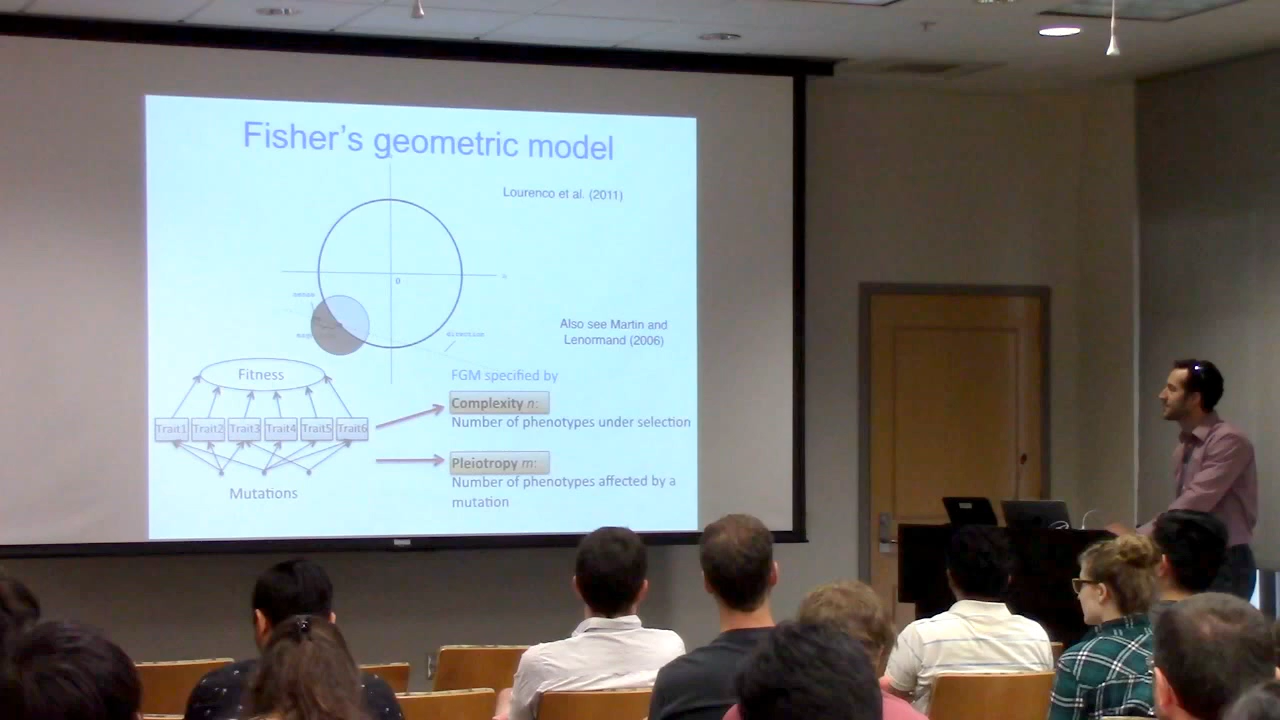 Fisher's geometric model
Lourenco et al. (2011)
0
direction
Also see Martin and
Lenormand (2006)
Fitness
FGM specified by
Complexity n:
Number of phenotypes under selection
Trait1 Trait2 Trait3 Trait4 Trait5 Trait6
Pleiotropy m:
Number of phenotypes affected by a
mutation
Mutations